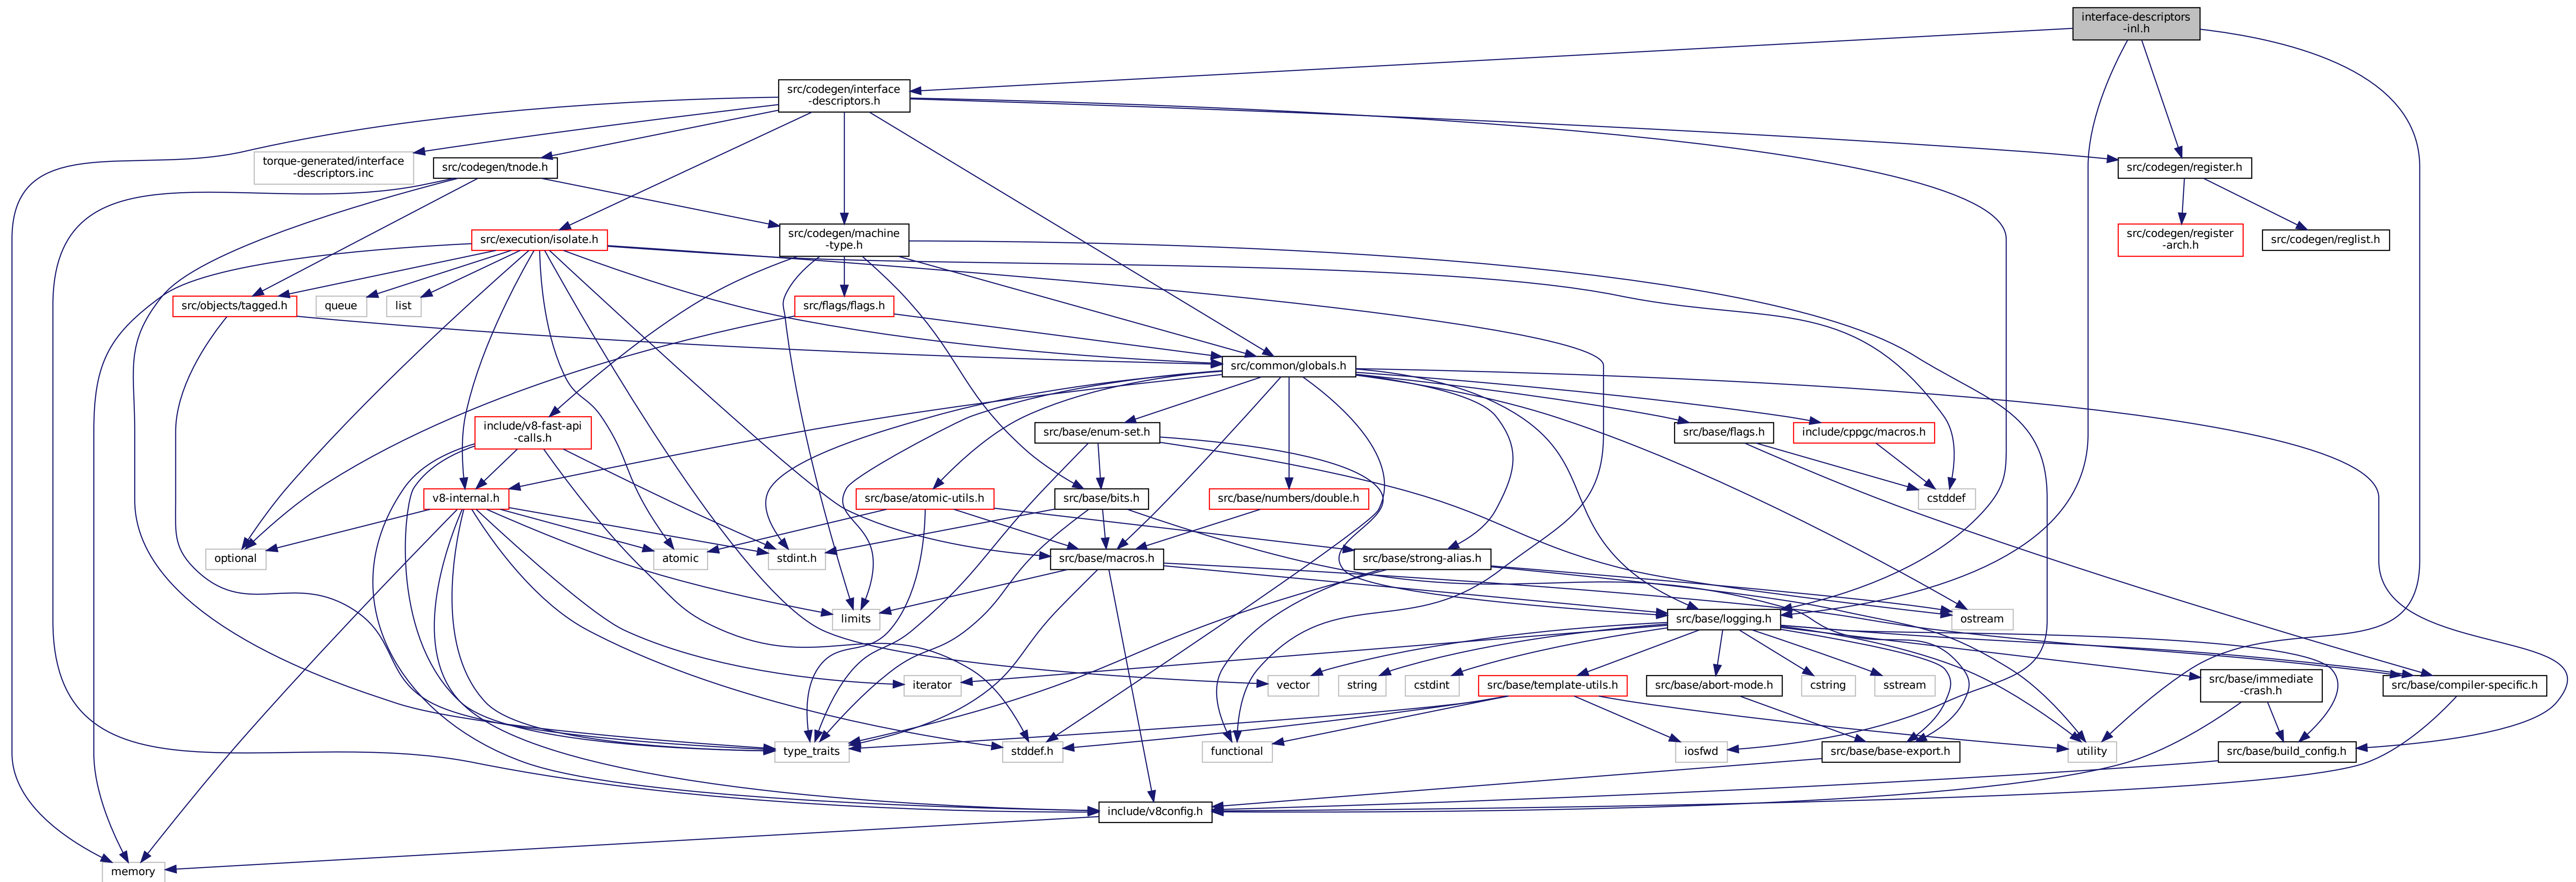 interface-descriptors
-inl.h
src/codegen/interface
-descriptors.h
torque-generated/interface
-descriptors.inc
src/codegen/tnode.h
src/codegen/register.h
src/execution/isolate.h
src/codegen/machine
-type.h
src/codegen/register
-arch.h
src/codegen/reglist.h
src/objects/tagged.h
queue
list
src/flags/flags.h
src/common/globals.h
include/v8-fast-api
-calls.h
src/base/enum-set.h
src/base/flags.h
include/cppgc/macros.h
v8-internal.h
src/base/atomic-utils.h
src/base/bits.h
src/base/numbers/double.h
cstddef
optional
atomic
stdint.h
src/base/macros.h
src/base/strong-alias.h
limits
src/base/logging.h
ostream
iterator
vector
string
cstdint
src/base/template-utils.h
src/base/abort-mode.h
cstring
sstream
src/base/immediate
-crash.h
src/base/compiler-specific.h
type_traits
stddef.h
functional
iosfwd
src/base/base-export.h
utility
src/base/build_config.h
include/v8config.h
memory